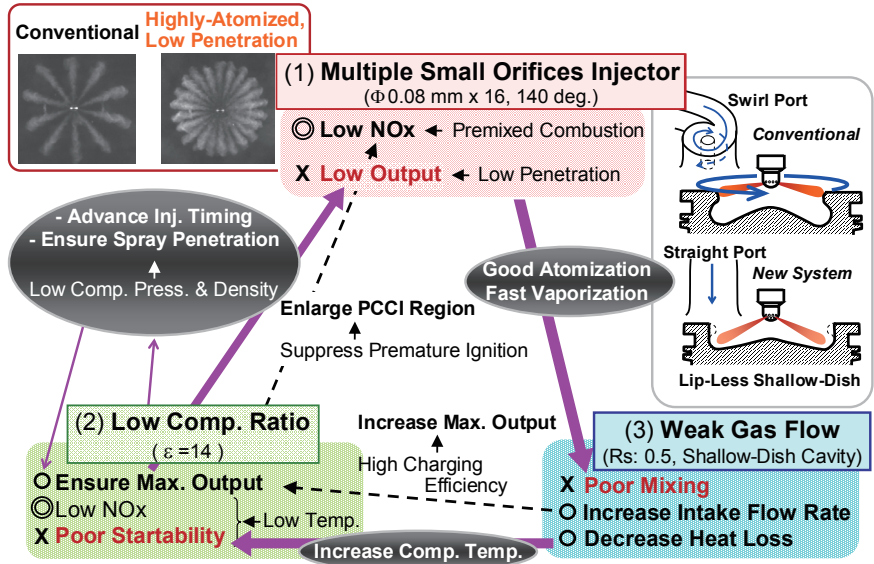 Conventional
Highly-Atomized,
Low Penetration
(1) Multiple Small Orifices Injector
(Φ0.08 mm x 16, 140 deg.)
◎ Low NOx ← Premixed Combustion
X Low Output ← Low Penetration
Swirl Port
Conventional
Straight Port
New System
Lip-Less Shallow-Dish
- Advance Inj. Timing
- Ensure Spray Penetration
Low Comp. Press. & Density
Good Atomization
Fast Vaporization
Enlarge PCCI Region
Suppress Premature Ignition
(2) Low Comp. Ratio
( ε =14 )
○ Ensure Max. Output
◎ Low NOx
X Poor Startability
←Low Temp.
Increase Max. Output
High Charging
Efficiency
(3) Weak Gas Flow
(Rs: 0.5, Shallow-Dish Cavity)
X Poor Mixing
○ Increase Intake Flow Rate
○ Decrease Heat Loss
Increase Comp. Temp.